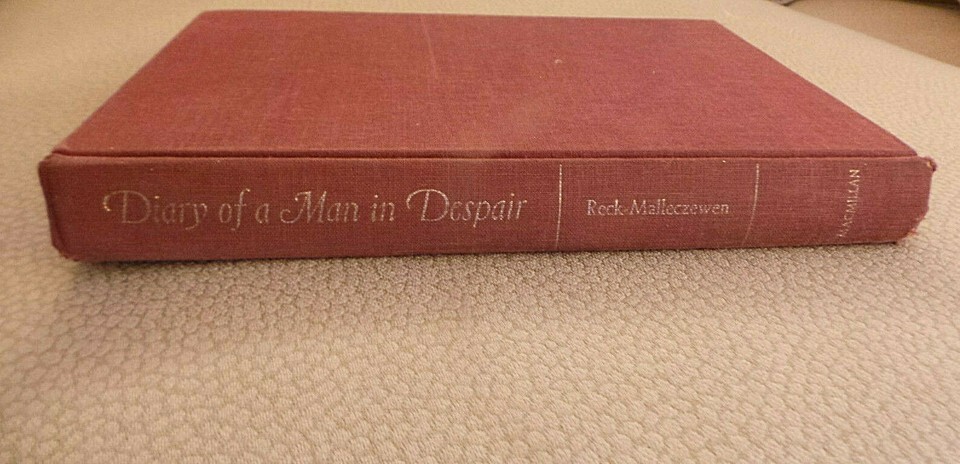 Diary of a Man in Despair
Reck-Malleczewen
MACMILLAN